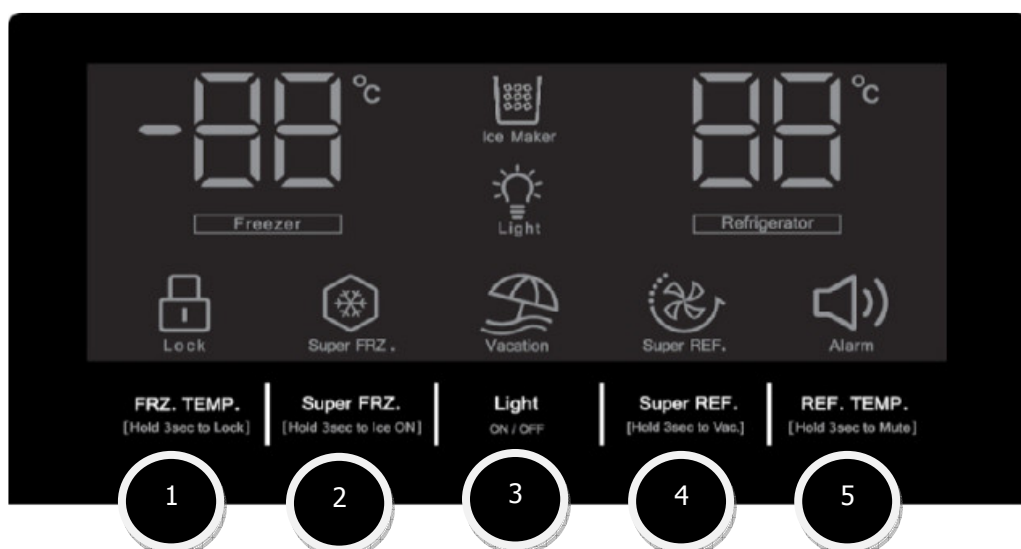 -88 °C
Ice Maker
88 °C
Light
Freezer
Refrigerator
Lock
Super FRZ.
Vacation
Super REF.
Alarm
FRZ. TEMP.
[Hold 3sec to Lock]
Super FRZ.
[Hold 3sec to Ice ON]
Light
ON / OFF
Super REF.
[Hold 3sec to Vac.]
REF. TEMP.
[Hold 3sec to Mute]
1
2
3
4
5